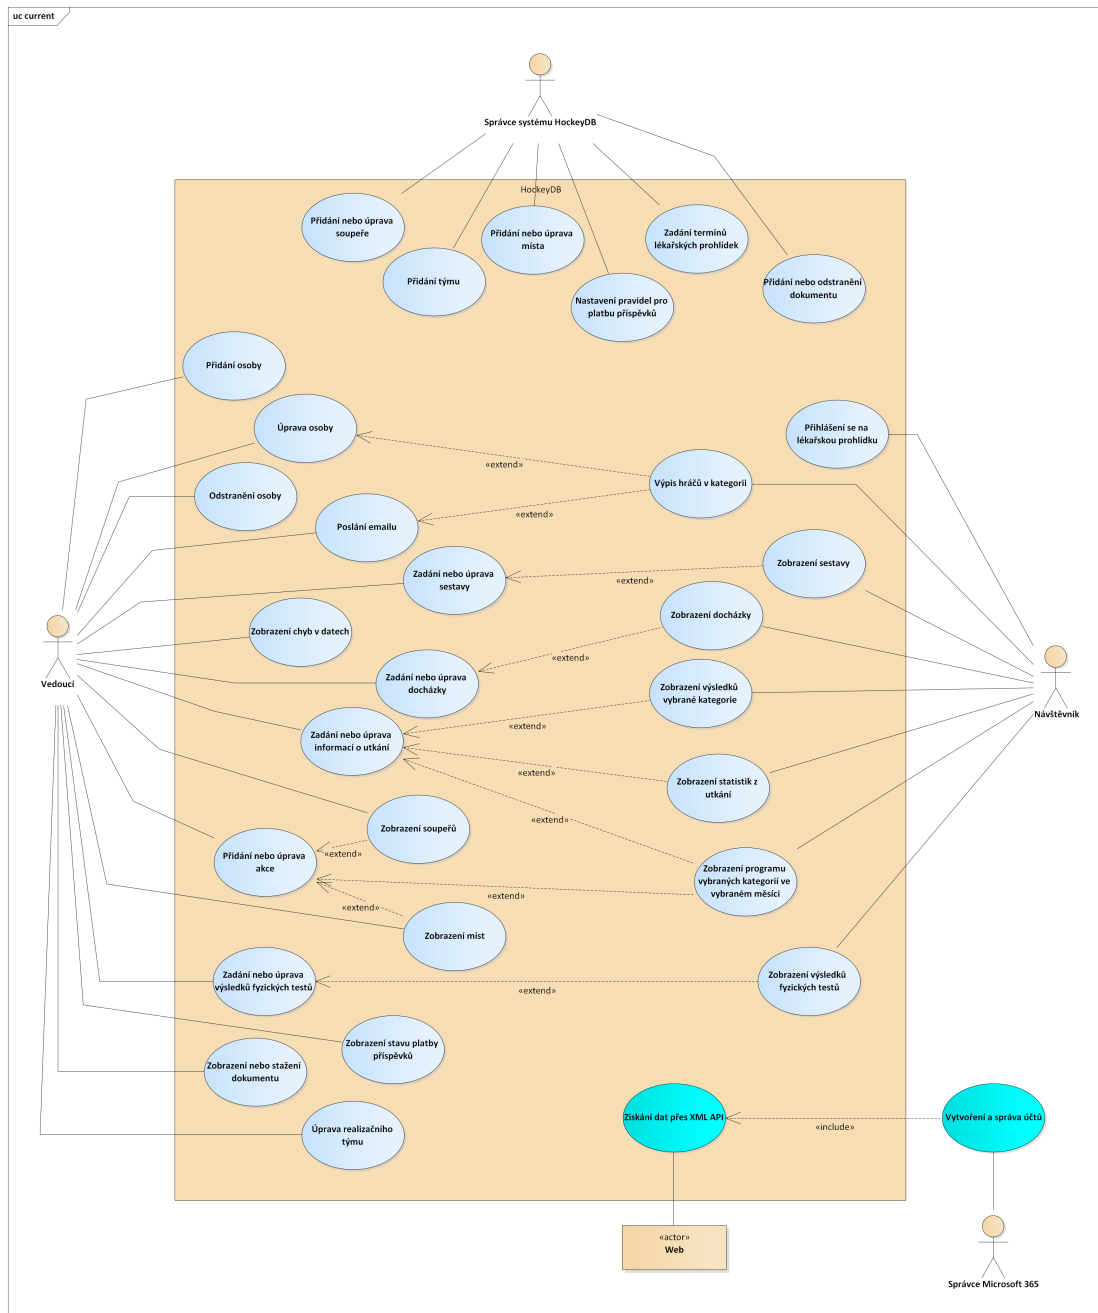 uc current
Správce systému HockeyDB
HockeyDB
Přidání nebo úprava
soupeře
Přidání týmu
Přidání nebo úprava
místa
Nastavení pravidel pro
platbu příspěvků
Zadání termínů
lékařských prohlídek
Přidání nebo odstranění
dokumentu
Přidání osoby
Úprava osoby
Odstranění osoby
Přihlášení se na
lékařskou prohlídku
«extend»
Výpis hráčů v kategorii
Poslání emailu
«extend»
Zadání nebo úprava
sestavy
«extend»
Zobrazení sestavy
Zobrazení chyb v datech
Zobrazení docházky
«extend»
Vedoucí
Zadání nebo úprava
docházky
Zobrazení výsledků
vybrané kategorie
Návštěvník
«extend»
Zadání nebo úprava
informací o utkání
«extend»
Zobrazení statistik z
utkání
«extend»
Zobrazení soupeřů
«extend»
Přidání nebo úprava
akce
Zobrazení programu
vybraných kategorií ve
vybraném měsíci
«extend»
«extend»
Zobrazení míst
Zadání nebo úprava
výsledků fyzických testů
«extend»
Zobrazení výsledků
fyzických testů
Zobrazení stavu platby
příspěvků
Zobrazení nebo stažení
dokumentu
Úprava realizačního
týmu
Získání dat přes XML API
«include»
Vytvoření a správa účtů
«actor»
Web
Správce Microsoft 365